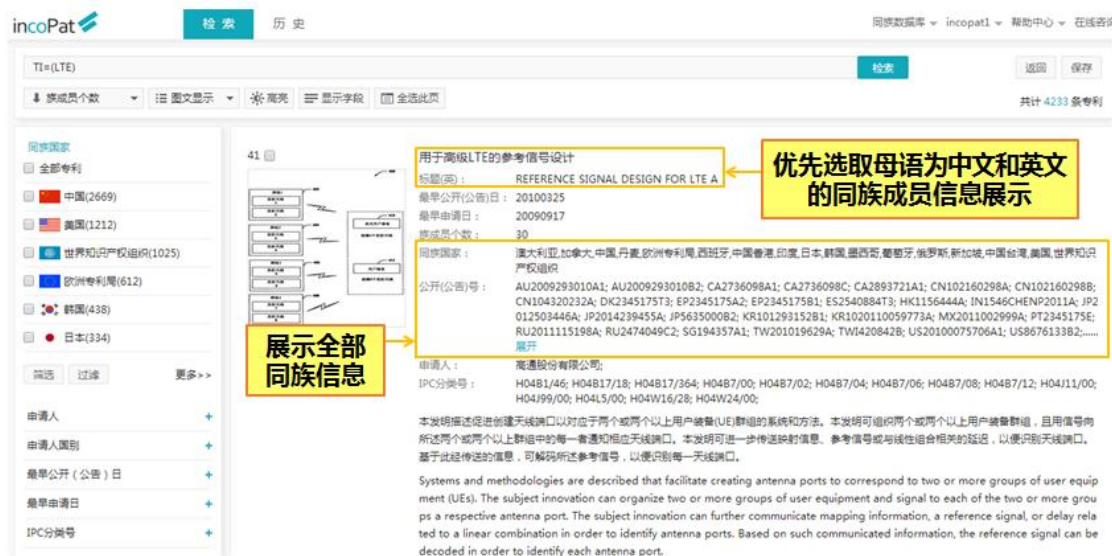 incoPat
检 索
历 史
同族数据库
incopat1
帮助中心
在线咨询
TI=(LTE)
检索
返回
保存
族成员个数
图文显示
高亮
显示字段
全选此页
共计 4233 条专利
同族国家
全部专利
中国(2669)
美国(1212)
世界知识产权组织(1025)
欧洲专利局(612)
韩国(438)
日本(334)
筛选
过滤
更多>>
申请人 +
申请人国别 +
最早公开(公告)日 +
最早申请日 +
IPC分类号 +
41
用于高级LTE的参考信号设计
标题(英): REFERENCE SIGNAL DESIGN FOR LTE A
最早公开(公告)日: 20100325
最早申请日: 20090917
族成员个数: 30
同族国家: 澳大利亚,加拿大,中国,丹麦,欧洲专利局,西班牙,中国香港,印度,日本,韩国,墨西哥,葡萄牙,俄罗斯,新加坡,中国台湾,美国,世界知识
产权组织
公开(公告)号: AU2009293010A1; AU2009293010B2; CA2736098A1; CA2736098C; CA2893721A1; CN102160298A; CN102160298B;
CN104320232A; DK2345175T3; EP2345175A2; EP2345175B1; ES2540884T3; HK1156444A; IN1546CHENP2011A; JP2
012503446A; JP2014239455A; JP5635000B2; KR101293152B1; KR1020110059773A; MX2011002999A; PT2345175E;
RU2011115198A; RU2474049C2; SG194357A1; TW201019629A; TWI420842B; US20100075706A1; US8676133B2;......
展开
申请人: 高通股份有限公司;
IPC分类号: H04B1/46; H04B17/18; H04B17/364; H04B7/00; H04B7/02; H04B7/04; H04B7/06; H04B7/08; H04B7/12; H04J11/00;
H04J99/00; H04L5/00; H04W16/28; H04W24/00;
本发明描述促进创建天线端口以对应于两个或两个以上用户装备(UE)群组的系统和方法。本发明可组织两个或两个以上用户装备群组,且用信号向
所述两个或两个以上群组中的每一者通知相应天线端口。本发明可进一步传送映射信息、参考信号或与线性组合相关的延迟,以便识别天线端口。
基于此经传送的信息,可解码所述参考信号,以便识别每一天线端口。
Systems and methodologies are described that facilitate creating antenna ports to correspond to two or more groups of user equip
ment (UEs). The subject innovation can organize two or more groups of user equipment and signal to each of the two or more grou
ps a respective antenna port. The subject innovation can further communicate mapping information, a reference signal, or delay rela
ted to a linear combination in order to identify antenna ports. Based on such communicated information, the reference signal can be
decoded in order to identify each antenna port.
优先选取母语为中文和英文
的同族成员信息展示
展示全部
同族信息